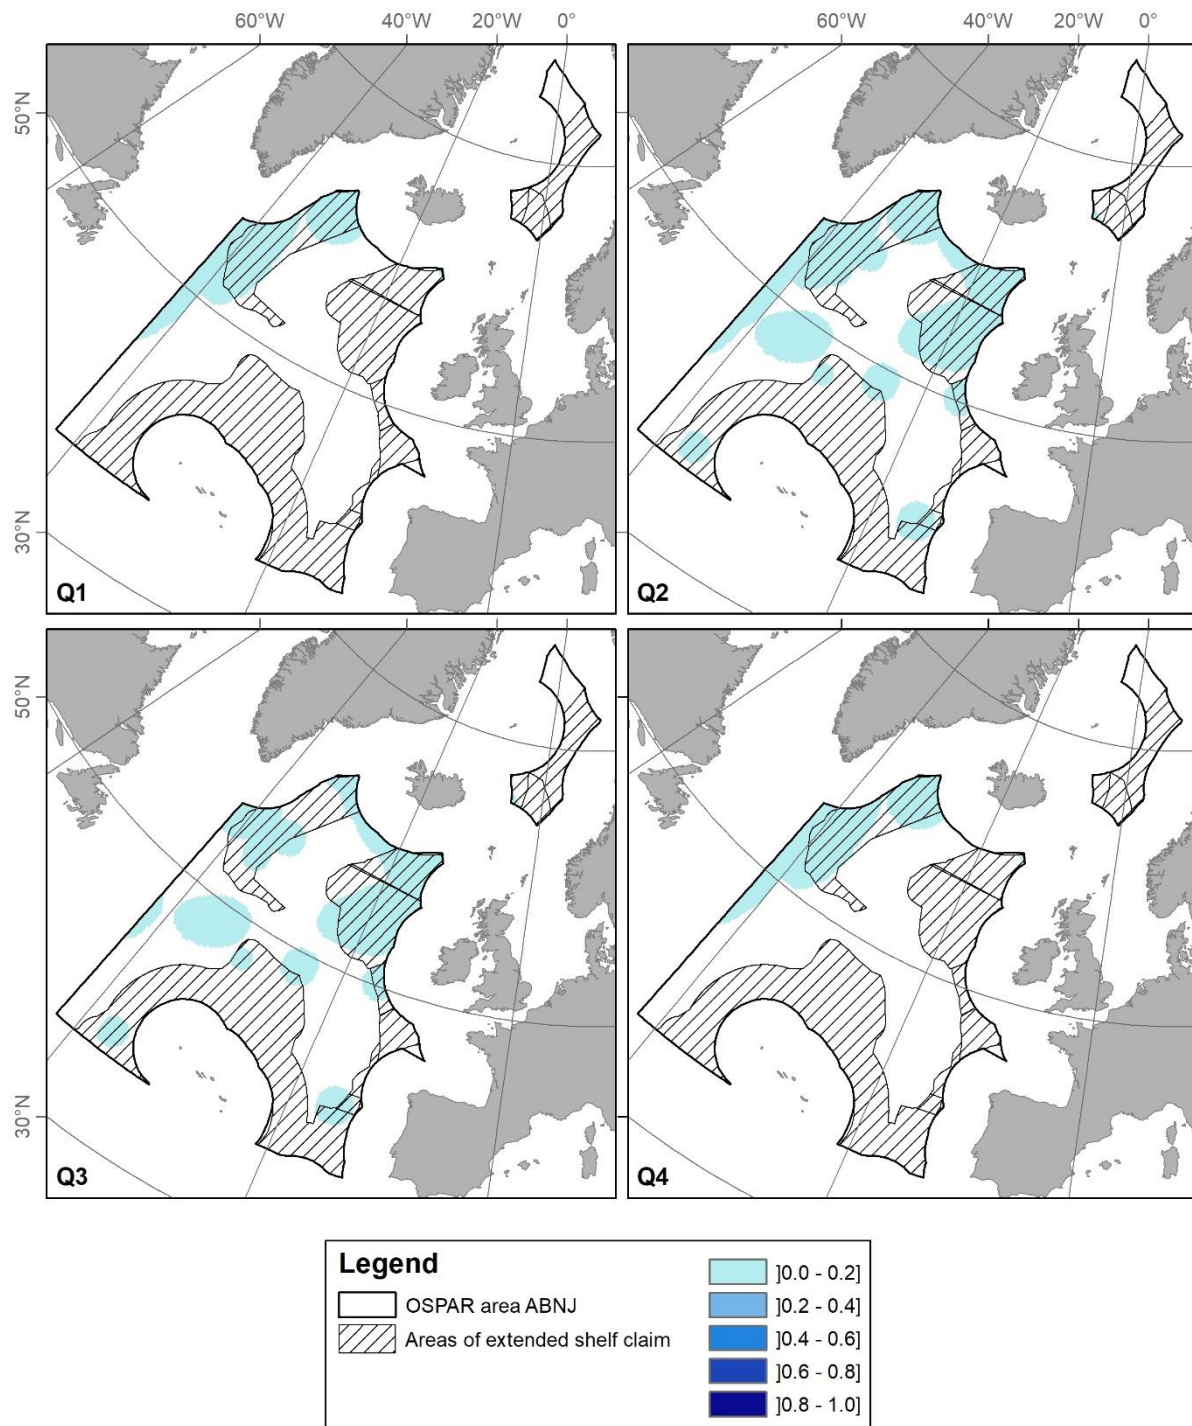 60°W 40°W 20°W 0° 60°W 40°W 20°W 0°
50°N
30°N
Q1 Q2
50°N
30°N
Q3 Q4
Legend
OSPAR area ABNJ
Areas of extended shelf claim
]0.0 - 0.2]
]0.2 - 0.4]
]0.4 - 0.6]
]0.6 - 0.8]
]0.8 - 1.0]